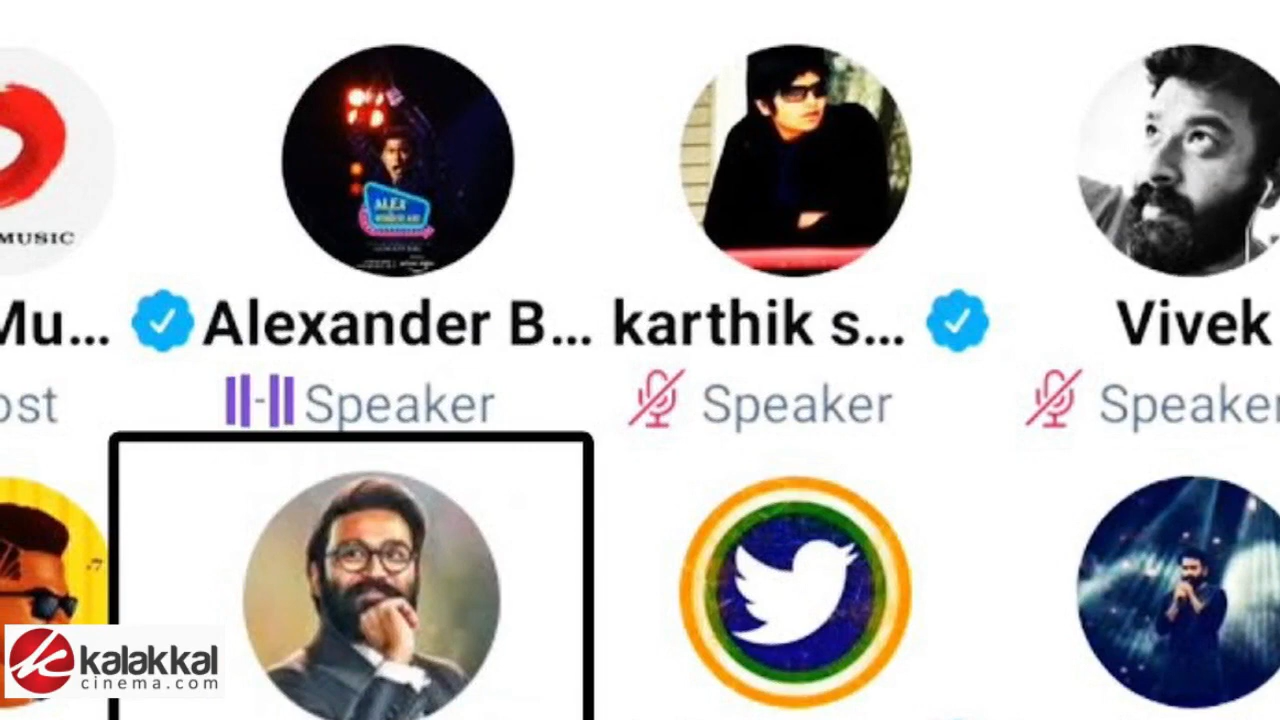 MUSIC
ALEX
Mu...
Alexander B...
karthik s...
Vivek
ost
Speaker
Speaker
Speaker
kalakkal
cinema.com